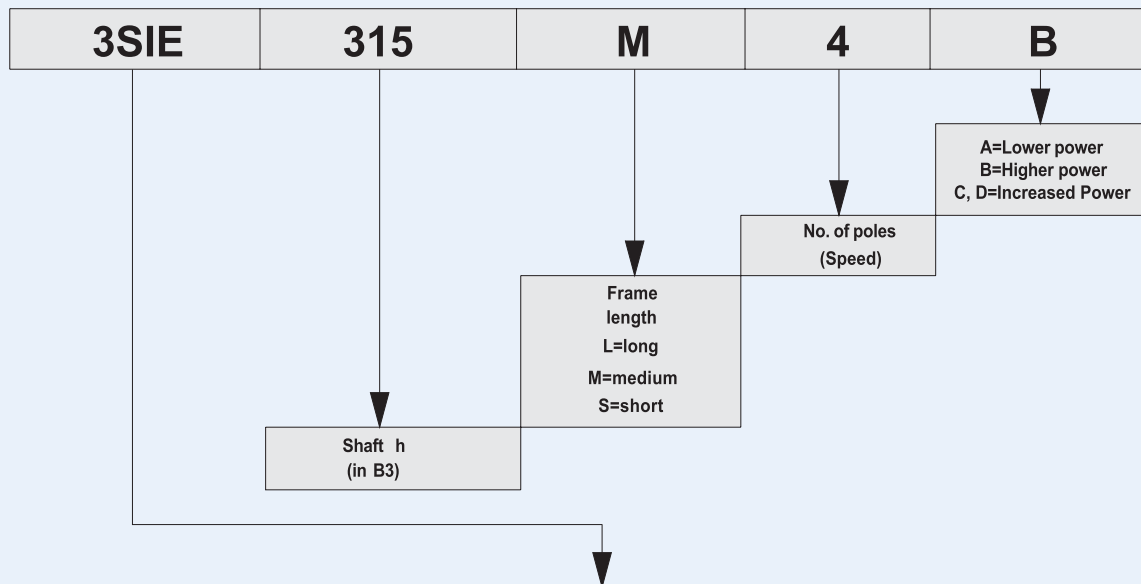 3SIE 315 M 4 B
A=Lower power
B=Higher power
C, D=Increased Power
No. of poles
(Speed)
Frame
length
L=long
M=medium
S=short
Shaft h
(in B3)